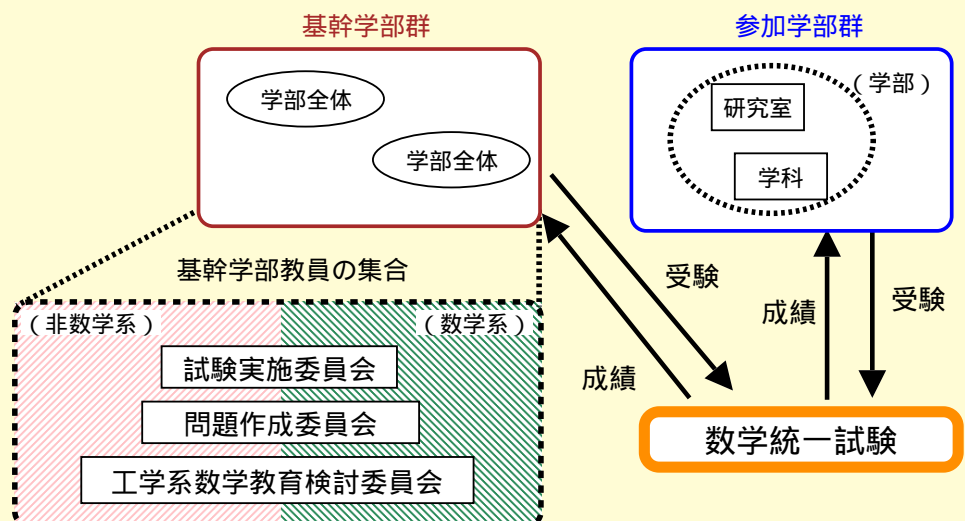 基幹学部群
参加学部群
学部全体
学部全体
（学部）
研究室
学科
基幹学部教員の集合
（非数学系）
（数学系）
試験実施委員会
問題作成委員会
工学系数学教育検討委員会
受験
成績
成績
受験
数学統一試験